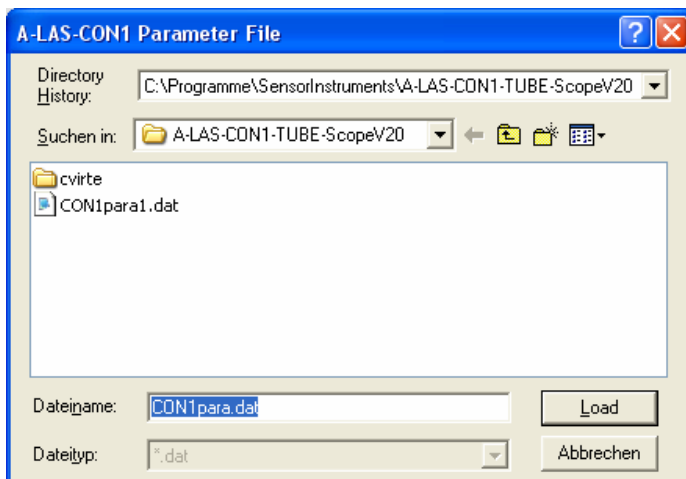 A-LAS-CON1 Parameter File
Directory History: C:\Programme\SensorInstruments\A-LAS-CON1-TUBE-ScopeV20
Suchen in: A-LAS-CON1-TUBE-ScopeV20
cvirte
CON1para1.dat
Dateiname: CON1para.dat Load
Dateityp: *.dat Abbrechen